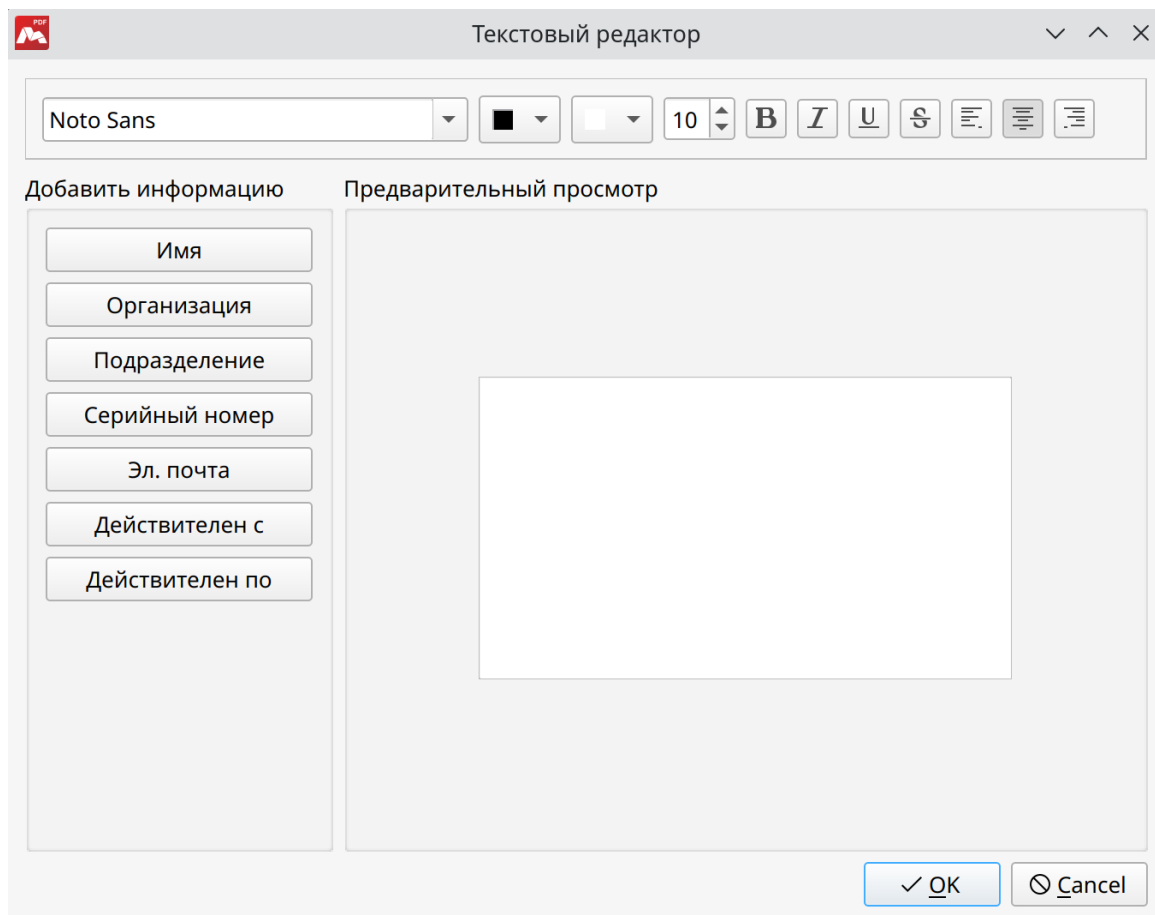 PDF
Текстовый редактор
Noto Sans
10
B I U S
Добавить информацию
Предварительный просмотр
Имя
Организация
Подразделение
Серийный номер
Эл. почта
Действителен с
Действителен по
OK
Cancel